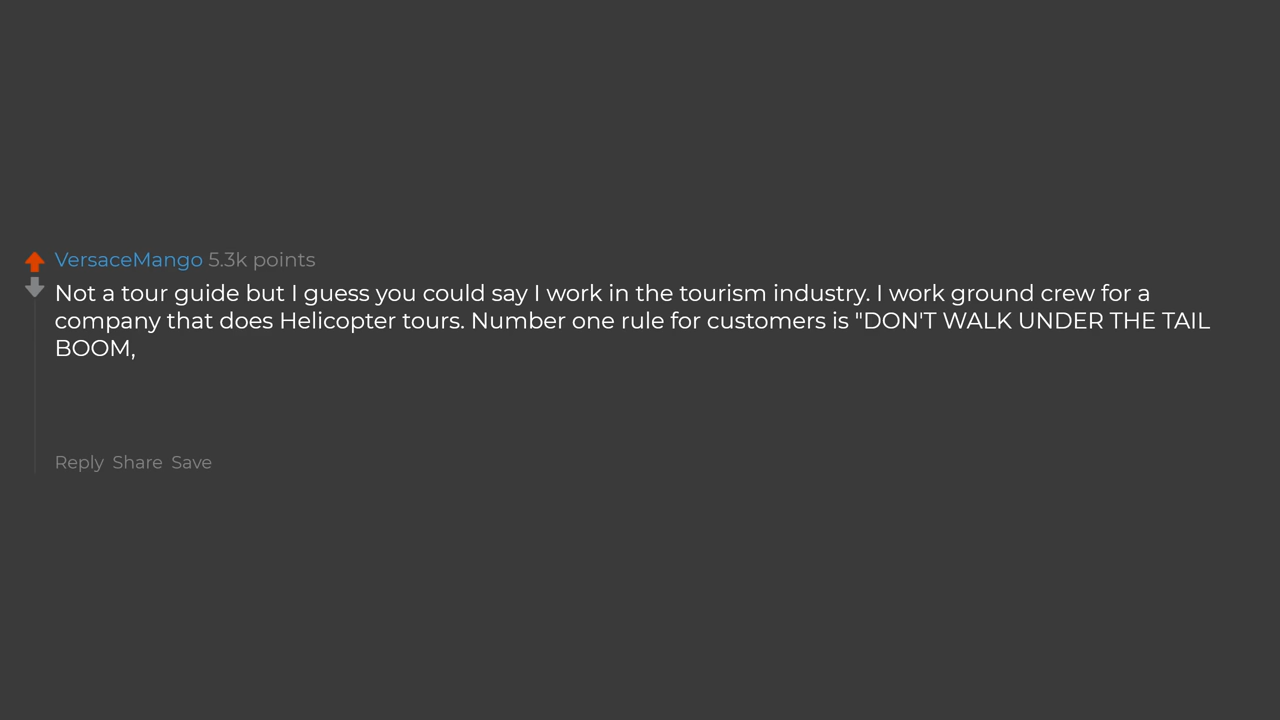 VersaceMango 5.3k points
Not a tour guide but I guess you could say I work in the tourism industry. I work ground crew for a
company that does Helicopter tours. Number one rule for customers is "DON'T WALK UNDER THE TAIL
BOOM,
Reply Share Save